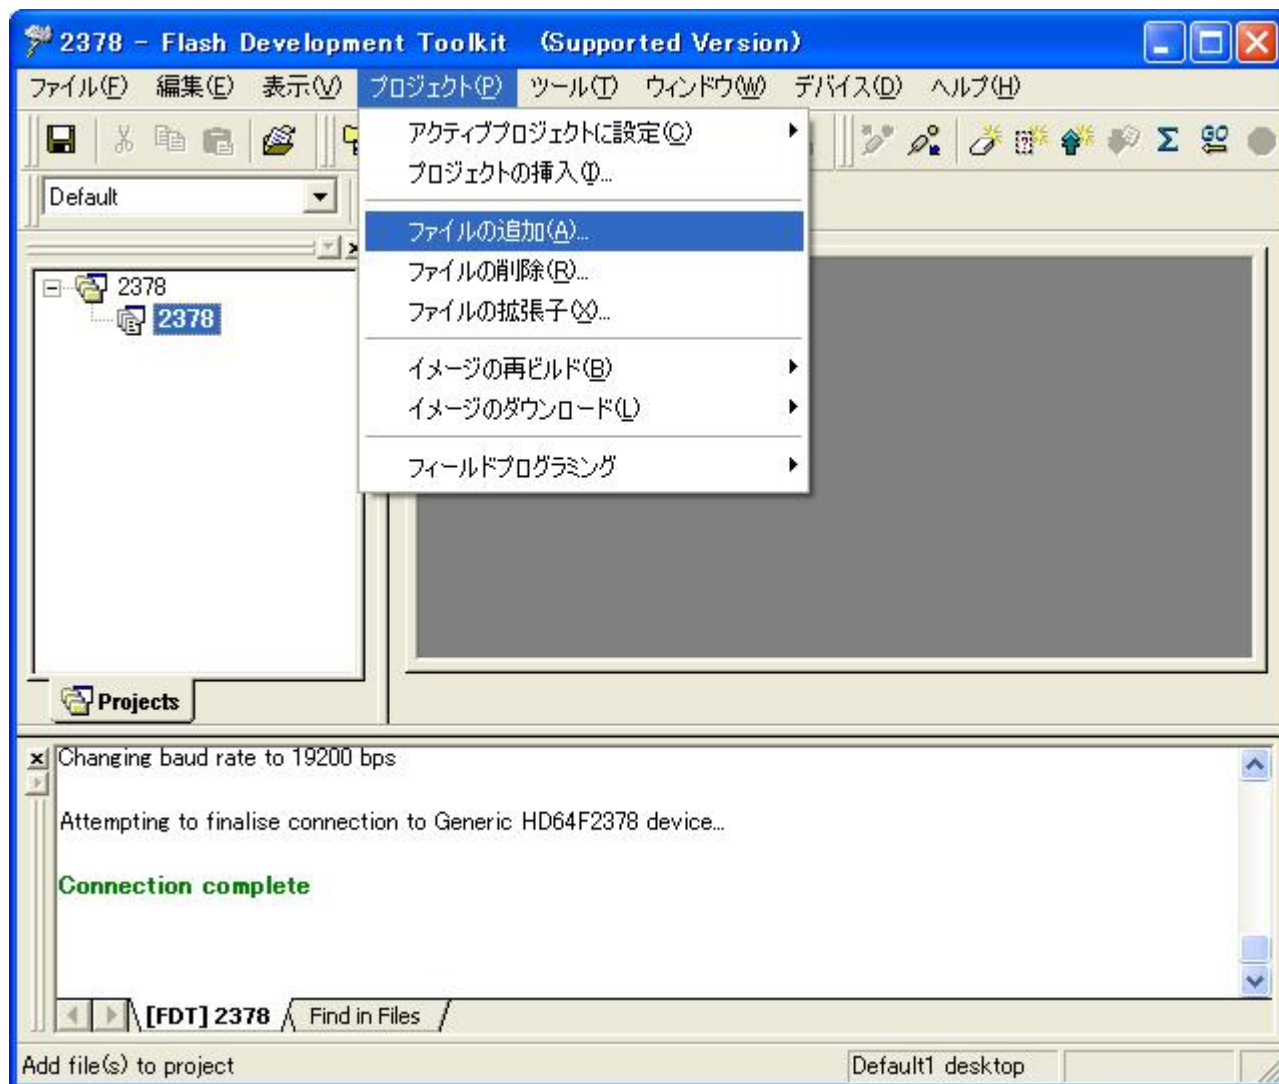 2378 - Flash Development Toolkit   (Supported Version)
ファイル(F) 編集(E) 表示(V) プロジェクト(P) ツール(T) ウィンドウ(W) デバイス(D) ヘルプ(H)
アクティブプロジェクトに設定(C)
プロジェクトの挿入(I)...
Default
ファイルの追加(A)...
ファイルの削除(R)...
ファイルの拡張子(X)...
イメージの再ビルド(B)
イメージのダウンロード(L)
フィールドプログラミング
2378
2378
Projects
Changing baud rate to 19200 bps
Attempting to finalise connection to Generic HD64F2378 device...
Connection complete
[FDT] 2378 Find in Files
Add file(s) to project Default1 desktop